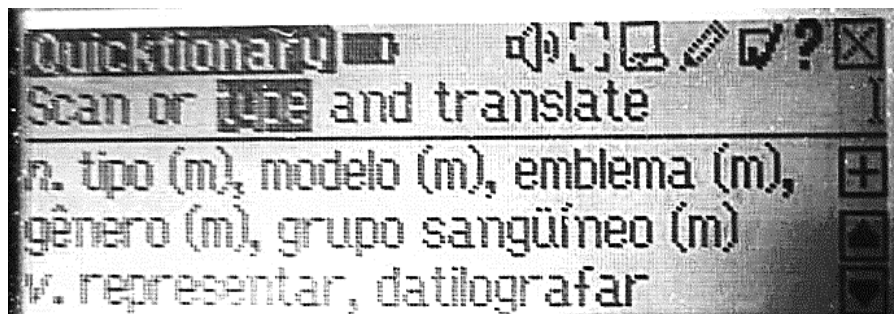 Quicktionary
Scan or type and translate
n. tipo (m), modelo (m), emblema (m),
gênero (m), grupo sangüíneo (m)
v. representar, datilografar